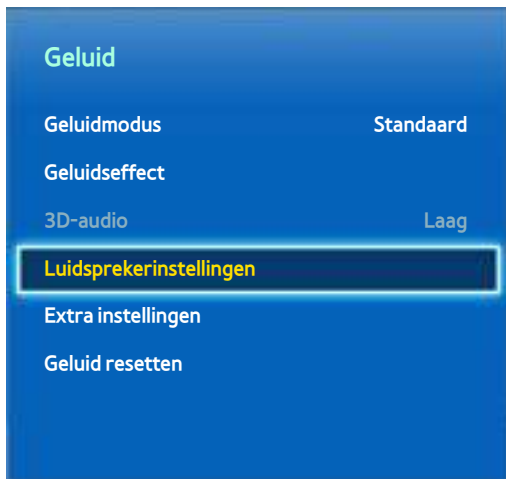 Geluid
Geluidmodus Standaard
Geluidseffect
3D-audio Laag
Luidsprekerinstellingen
Extra instellingen
Geluid resetten